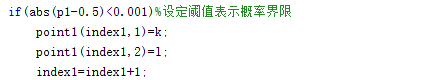 if(abs(p1-0.5)<0.001)%设定阈值表示概率界限
point1(index1,1)=k;
point1(index1,2)=l;
index1=index1+1;